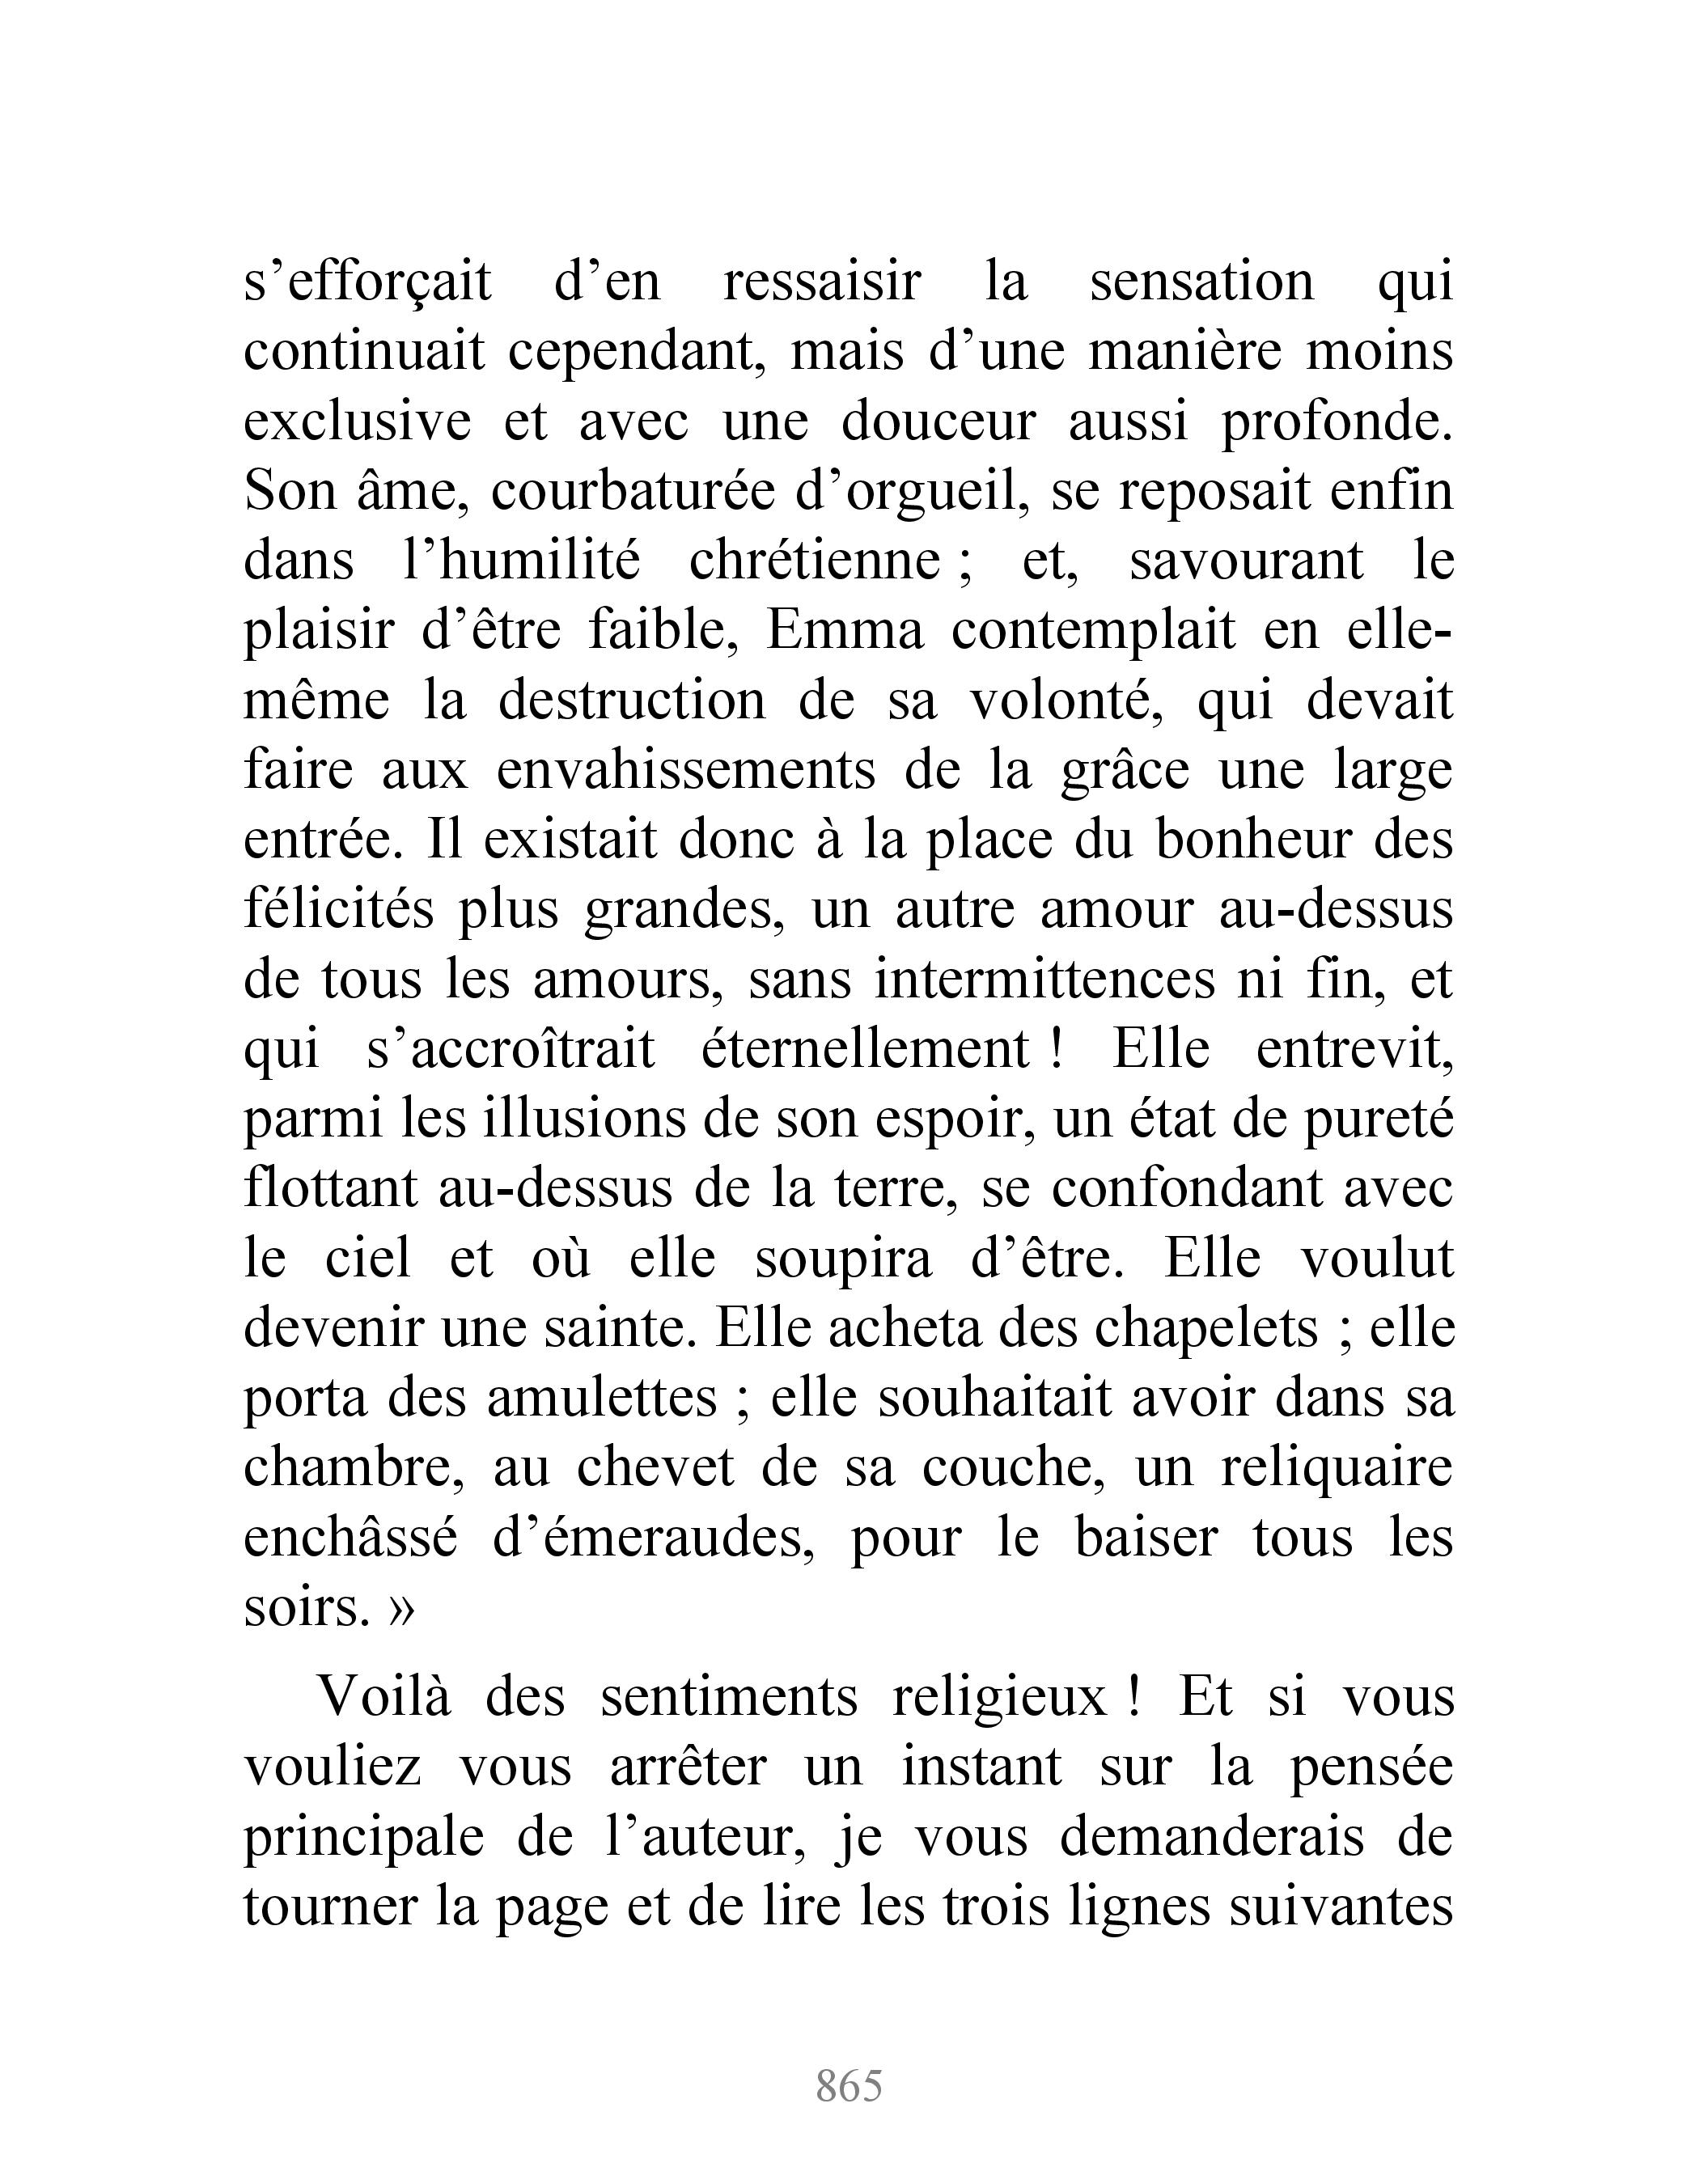 s’efforçait d’en ressaisir la sensation qui
continuait cependant, mais d’une manière moins
exclusive et avec une douceur aussi profonde.
Son âme, courbaturée d’orgueil, se reposait enfin
dans l’humilité chrétienne ; et, savourant le
plaisir d’être faible, Emma contemplait en elle-
même la destruction de sa volonté, qui devait
faire aux envahissements de la grâce une large
entrée. Il existait donc à la place du bonheur des
félicités plus grandes, un autre amour au-dessus
de tous les amours, sans intermittences ni fin, et
qui s’accroîtrait éternellement ! Elle entrevit,
parmi les illusions de son espoir, un état de pureté
flottant au-dessus de la terre, se confondant avec
le ciel et où elle soupira d’être. Elle voulut
devenir une sainte. Elle acheta des chapelets ; elle
porta des amulettes ; elle souhaitait avoir dans sa
chambre, au chevet de sa couche, un reliquaire
enchâssé d’émeraudes, pour le baiser tous les
soirs. »
Voilà des sentiments religieux ! Et si vous
vouliez vous arrêter un instant sur la pensée
principale de l’auteur, je vous demanderais de
tourner la page et de lire les trois lignes suivantes
865